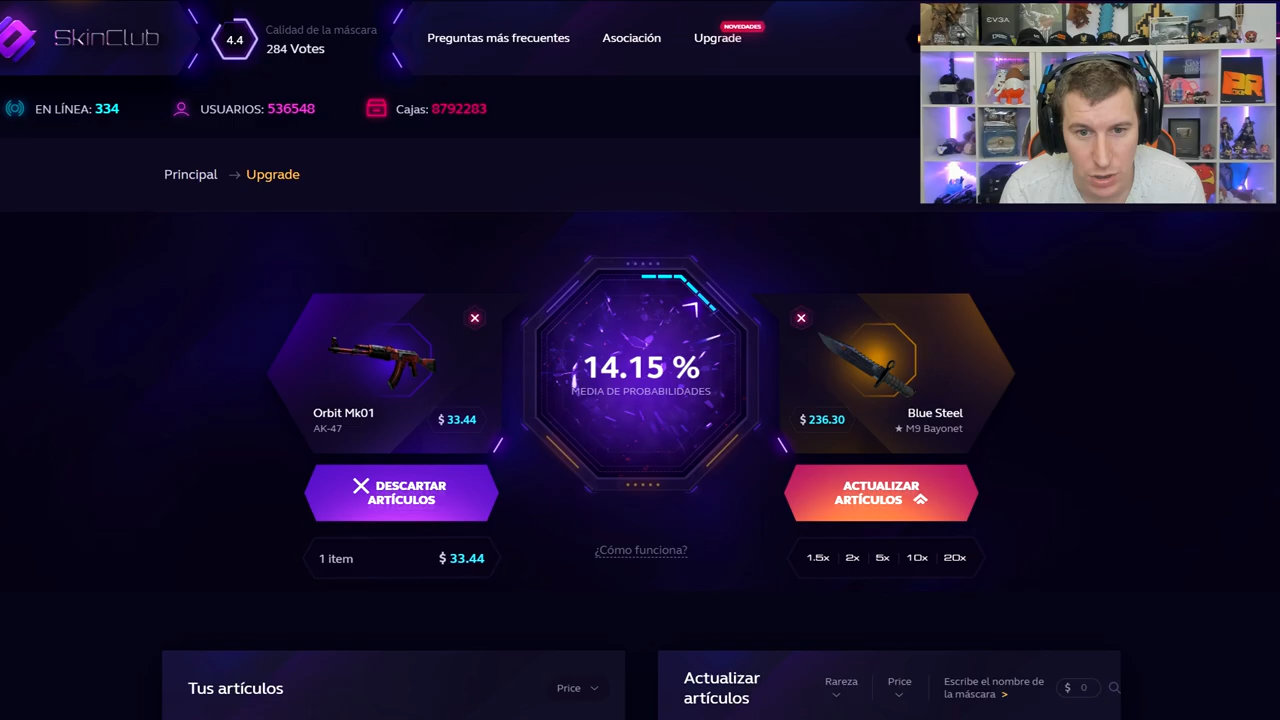 SkinClub
4.4
Calidad de la máscara
284 Votes
Preguntas más frecuentes
Asociación
Upgrade
NOVEDADES
EVGA
EN LÍNEA: 334
USUARIOS: 536548
Cajas: 8792283
Principal → Upgrade
14.15 %
MEDIA DE PROBABILIDADES
Orbit Mk01
AK-47
$ 33.44
$ 236.30
Blue Steel
★ M9 Bayonet
DESCARTAR
ARTÍCULOS
ACTUALIZAR
ARTÍCULOS
1 item
$ 33.44
¿Cómo funciona?
1.5x
2x
5x
10x
20x
Tus artículos
Price
Actualizar
artículos
Rareza
Price
Escribe el nombre de
la máscara >
$ 0